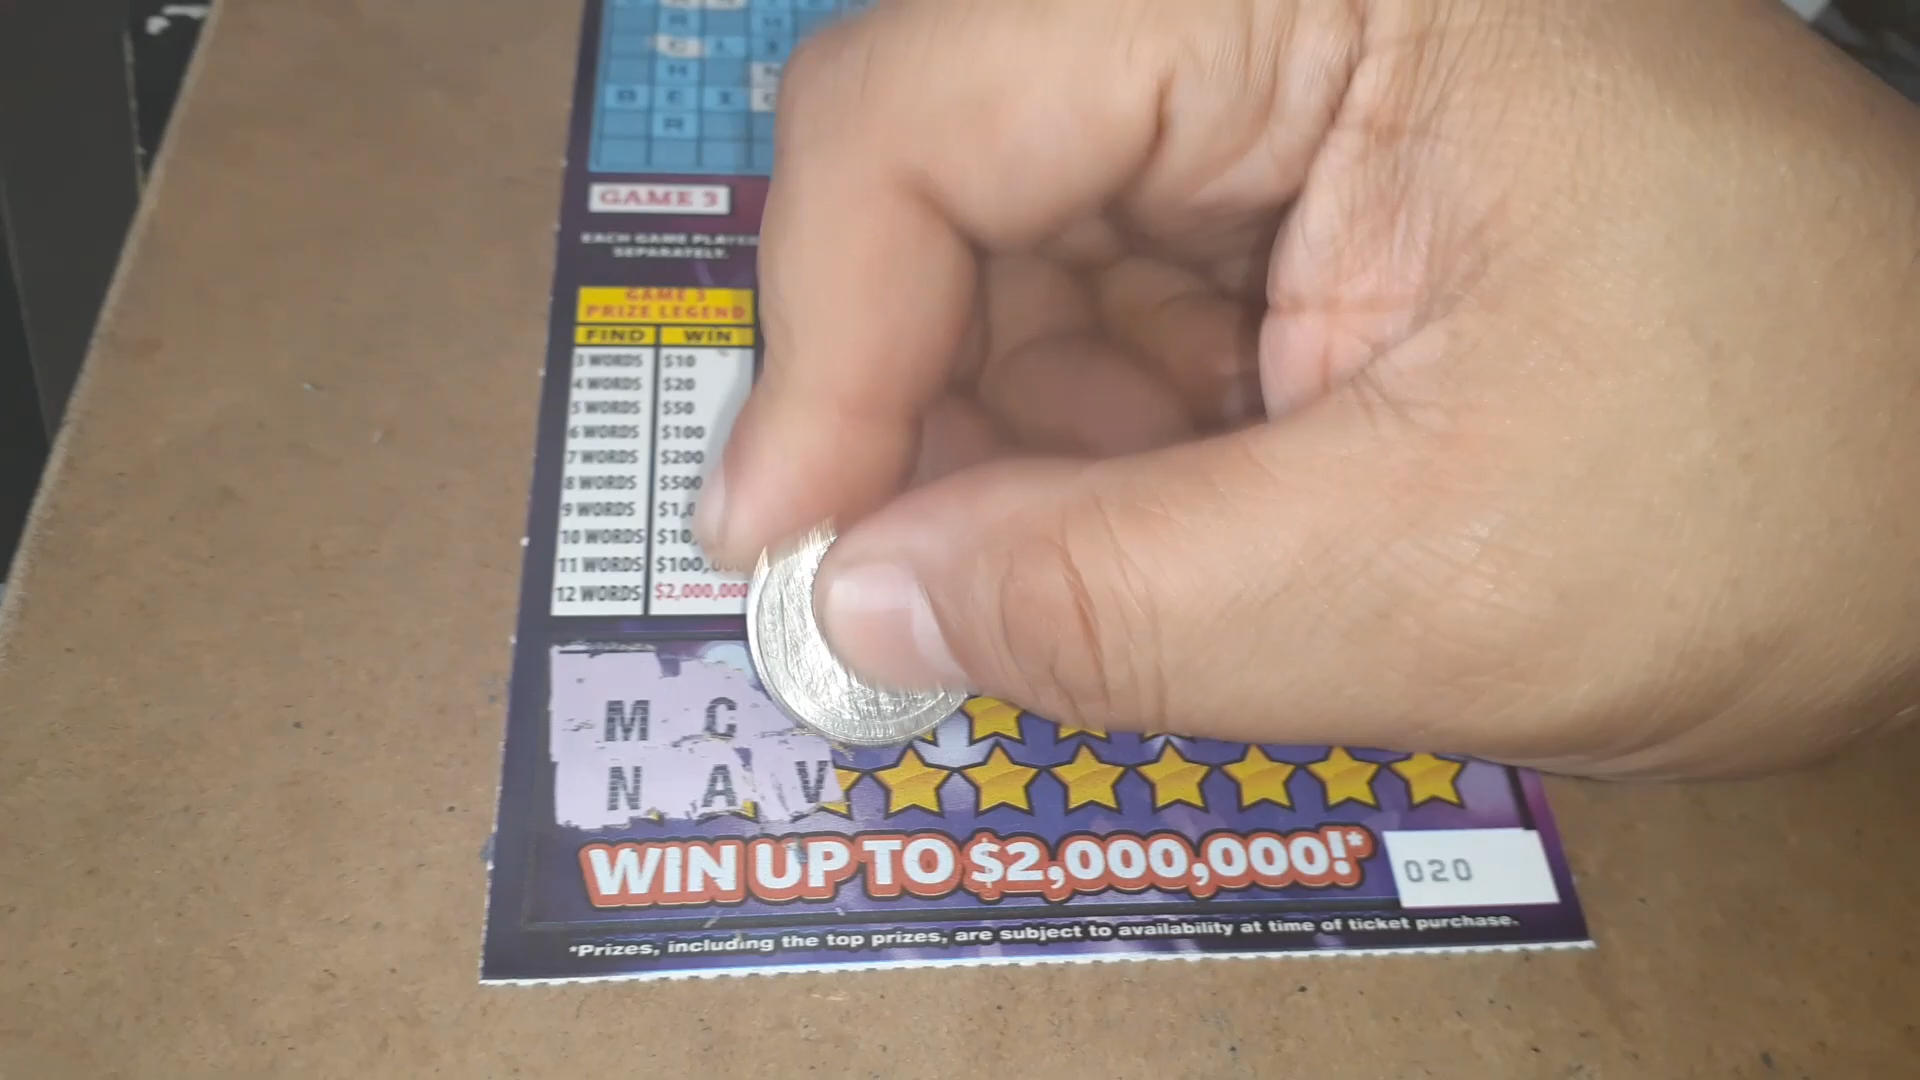 GAME 3
EACH GAME PLAYED
SEPARATELY.
GAME 3
PRIZE LEGEND
FIND WIN
3 WORDS $10
4 WORDS $20
5 WORDS $50
6 WORDS $100
7 WORDS $200
8 WORDS $500
9 WORDS
10 WORDS
11 WORDS
12 WORDS $2,000,000
M C
N A V
WIN UP TO $2,000,000!*
020
*Prizes, including the top prizes, are subject to availability at time of ticket purchase.